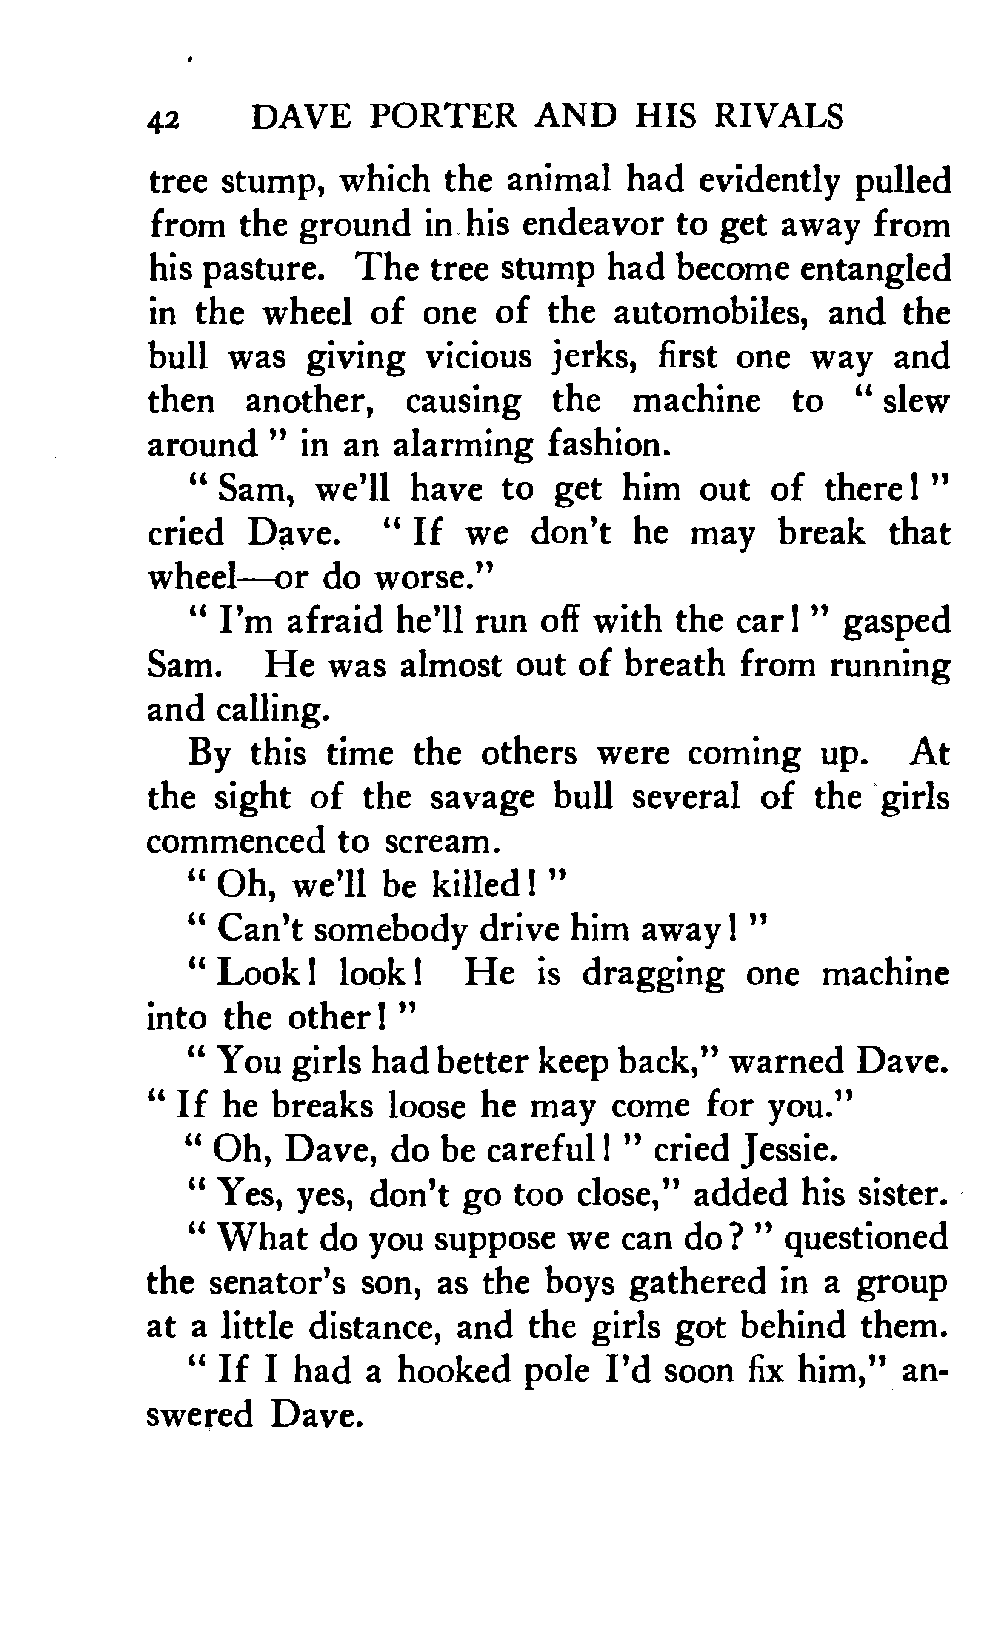 42 DAVE PORTER AND HIS RIVALS
tree stump, which the animal had evidently pulled
from the ground in his endeavor to get away from
his pasture. The tree stump had become entangled
in the wheel of one of the automobiles, and the
bull was giving vicious jerks, first one way and
then another, causing the machine to " slew
around " in an alarming fashion.
" Sam, we'll have to get him out of there! "
cried Dave. " If we don't he may break that
wheel—or do worse."
" I'm afraid he'll run off with the car! " gasped
Sam. He was almost out of breath from running
and calling.
By this time the others were coming up. At
the sight of the savage bull several of the girls
commenced to scream.
" Oh, we'll be killed! "
" Can't somebody drive him away! "
" Look! look! He is dragging one machine
into the other! "
" You girls had better keep back," warned Dave.
" If he breaks loose he may come for you."
" Oh, Dave, do be careful! " cried Jessie.
" Yes, yes, don't go too close," added his sister.
" What do you suppose we can do? " questioned
the senator's son, as the boys gathered in a group
at a little distance, and the girls got behind them.
" If I had a hooked pole I'd soon fix him," an-
swered Dave.